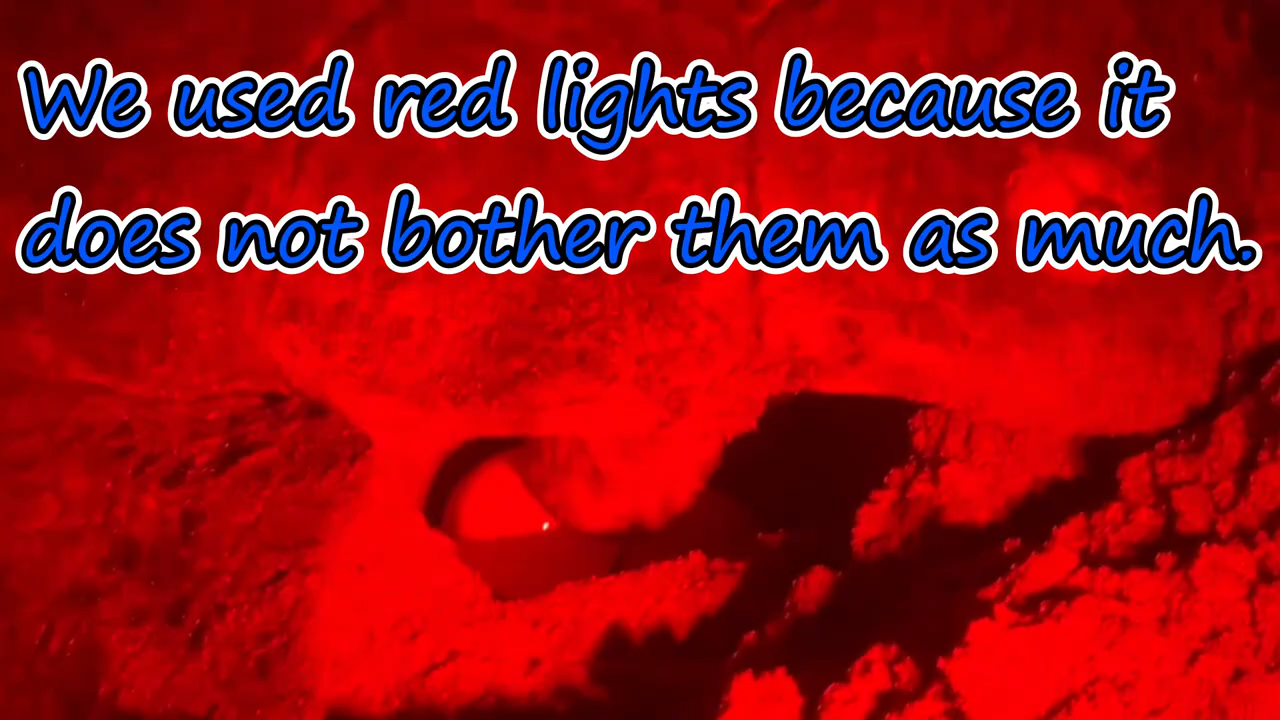 We used red lights because it
does not bother them as much.